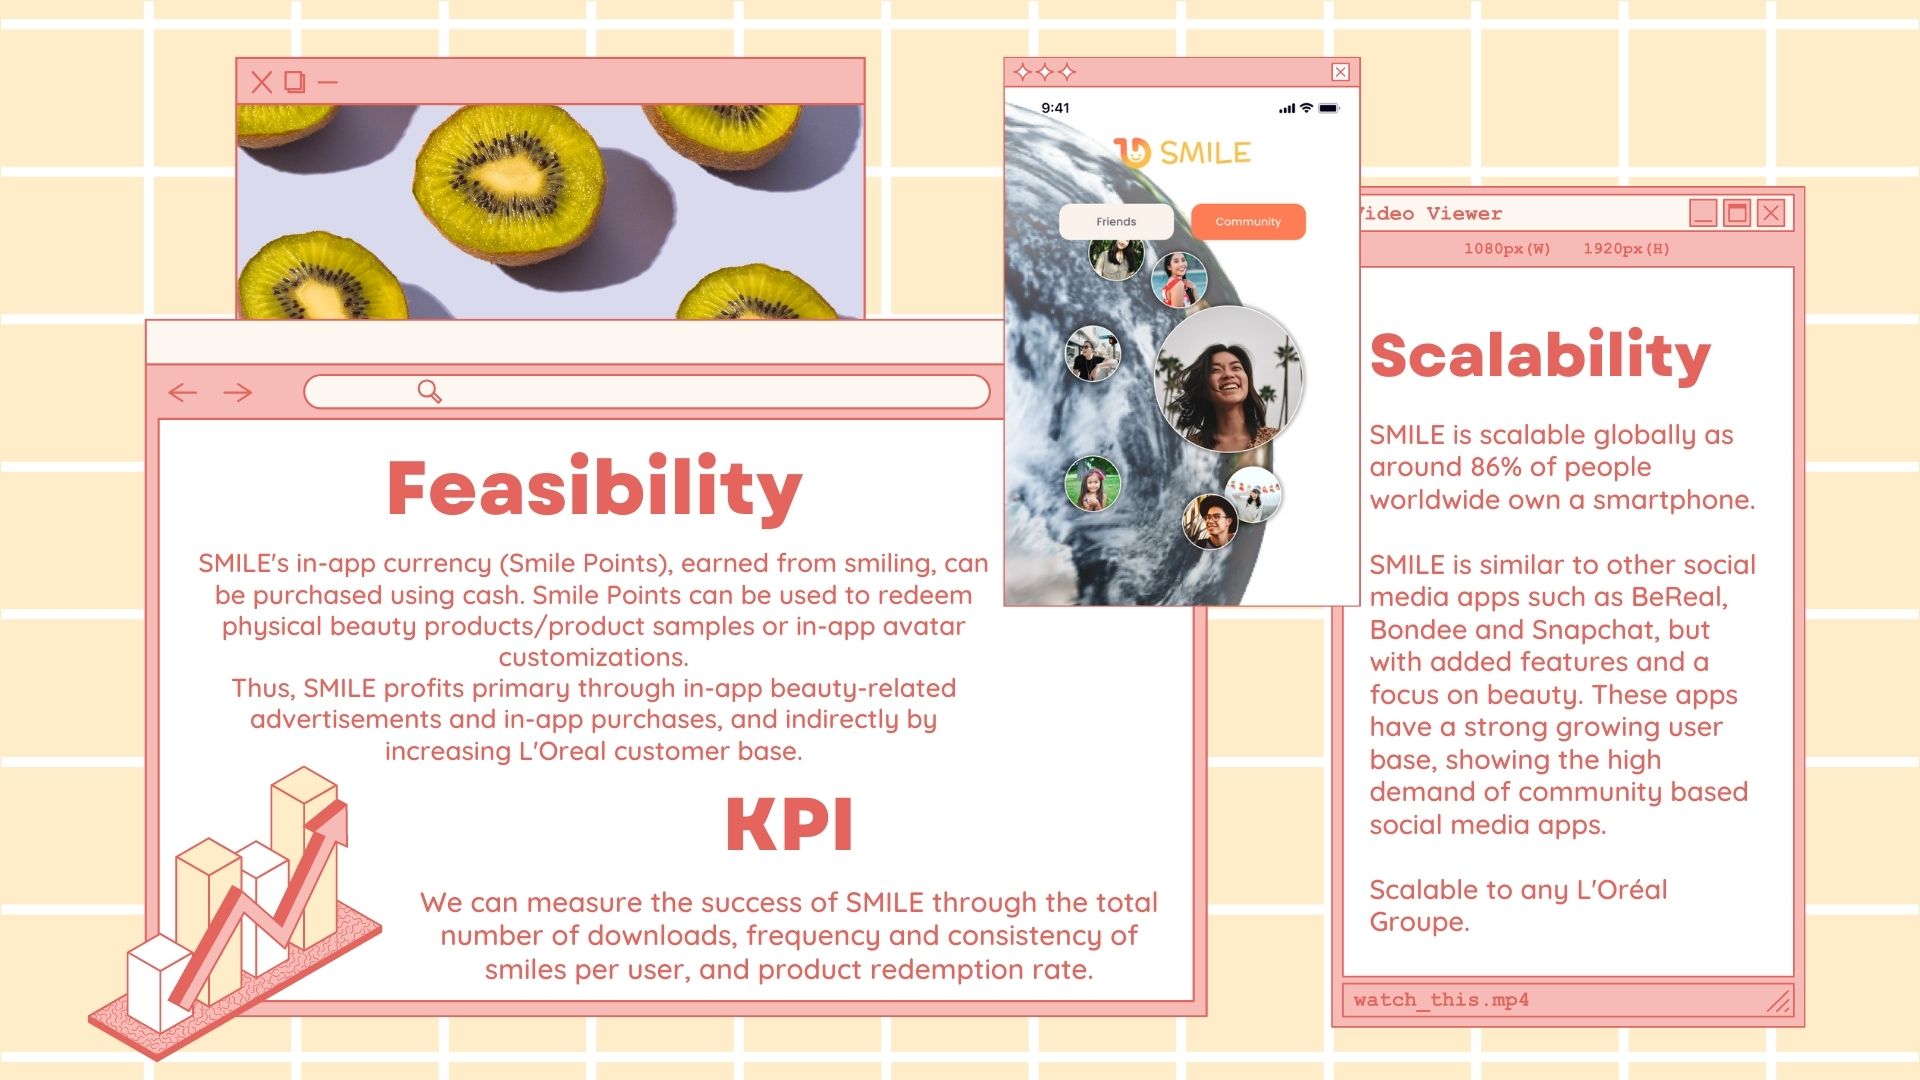 9:41
SMILE
Friends
Community
Feasibility
SMILE's in-app currency (Smile Points), earned from smiling, can
be purchased using cash. Smile Points can be used to redeem
physical beauty products/product samples or in-app avatar
customizations.
Thus, SMILE profits primary through in-app beauty-related
advertisements and in-app purchases, and indirectly by
increasing L'Oreal customer base.
KPI
We can measure the success of SMILE through the total
number of downloads, frequency and consistency of
smiles per user, and product redemption rate.
Video Viewer
1080px(W) 1920px(H)
Scalability
SMILE is scalable globally as
around 86% of people
worldwide own a smartphone.
SMILE is similar to other social
media apps such as BeReal,
Bondee and Snapchat, but
with added features and a
focus on beauty. These apps
have a strong growing user
base, showing the high
demand of community based
social media apps.
Scalable to any L'Oréal
Groupe.
watch_this.mp4